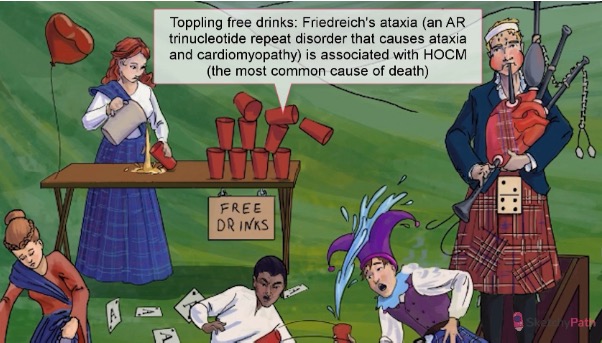 Toppling free drinks: Friedreich's ataxia (an AR
trinucleotide repeat disorder that causes ataxia
and cardiomyopathy) is associated with HOCM
(the most common cause of death)
FREE
DRINKS
A
A
A
SketchyPath